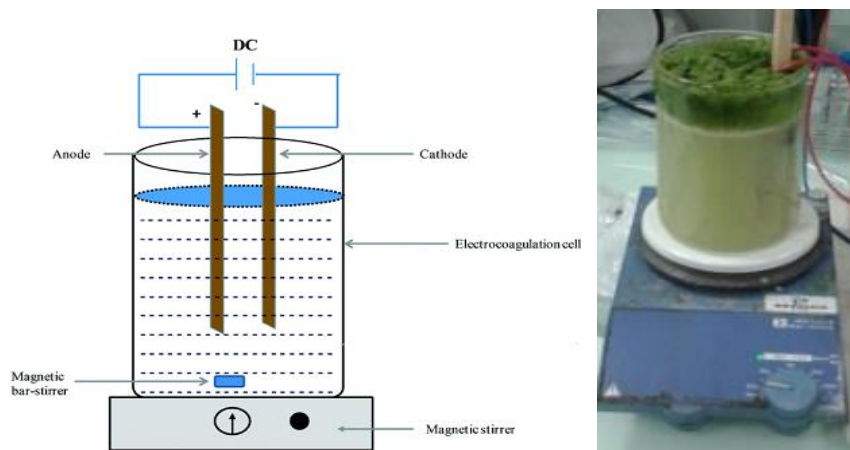 DC
+
-
Anode
Cathode
Electrocoagulation cell
Magnetic
bar-stirrer
Magnetic stirrer